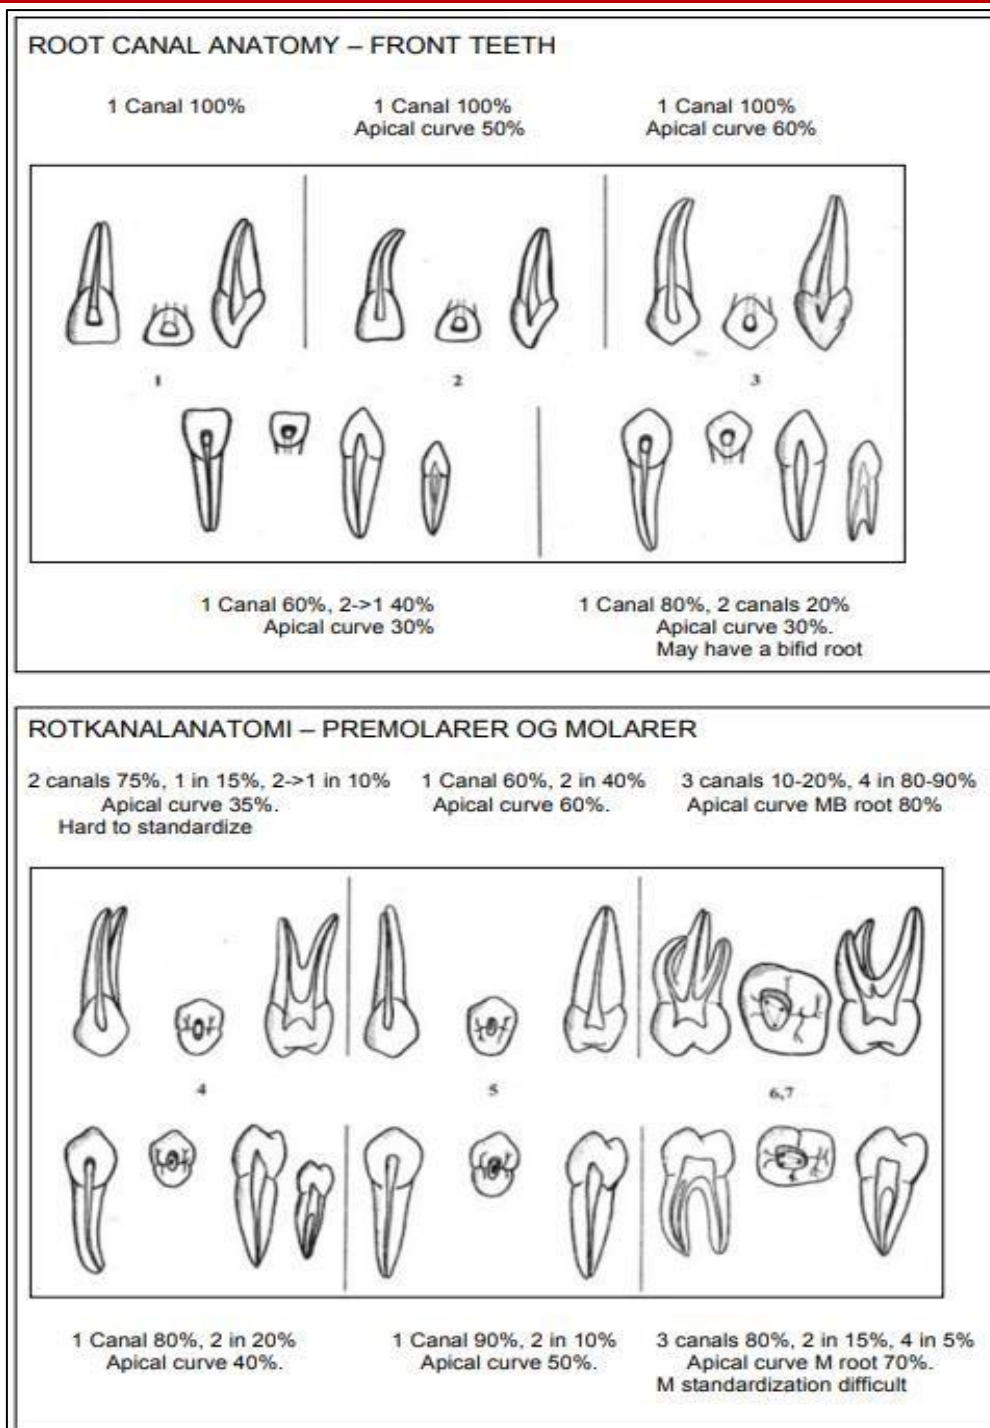 ROOT CANAL ANATOMY – FRONT TEETH
1 Canal 100%
1 Canal 100%
Apical curve 50%
1 Canal 100%
Apical curve 60%
1
2
3
1 Canal 60%, 2->1 40%
Apical curve 30%
1 Canal 80%, 2 canals 20%
Apical curve 30%.
May have a bifid root
ROTKANALANATOMI – PREMOLARER OG MOLARER
2 canals 75%, 1 in 15%, 2->1 in 10%
Apical curve 35%.
Hard to standardize
1 Canal 60%, 2 in 40%
Apical curve 60%.
3 canals 10-20%, 4 in 80-90%
Apical curve MB root 80%
4
5
6,7
1 Canal 80%, 2 in 20%
Apical curve 40%.
1 Canal 90%, 2 in 10%
Apical curve 50%.
3 canals 80%, 2 in 15%, 4 in 5%
Apical curve M root 70%.
M standardization difficult